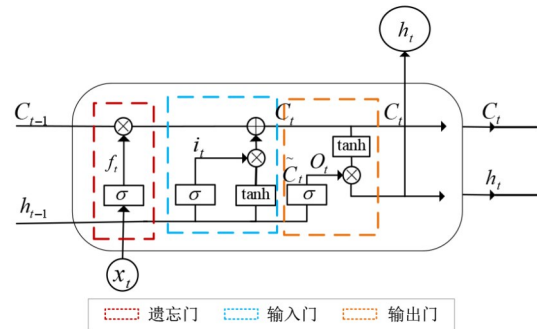 h_t
C_{t-1} C_t C_t C_t
f_t i_t tanh
C̃_t O_t
σ σ tanh σ h_t
h_{t-1}
x_t
遗忘门 输入门 输出门